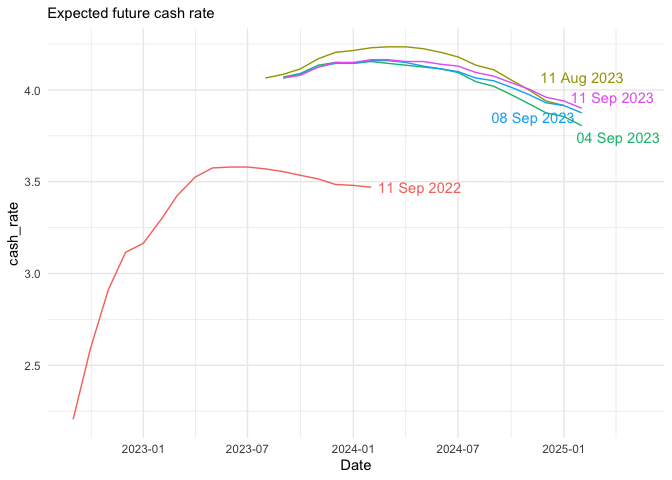 Expected future cash rate
cash_rate
4.0
3.5
3.0
2.5
11 Aug 2023
11 Sep 2023
08 Sep 2023
04 Sep 2023
11 Sep 2022
2023-01
2023-07
2024-01
2024-07
2025-01
Date